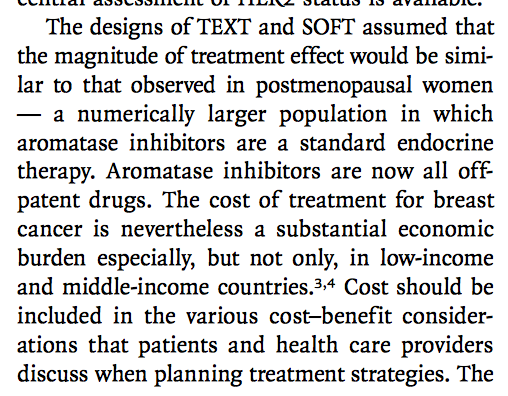 central assessment of HER2 status is available.
The designs of TEXT and SOFT assumed that
the magnitude of treatment effect would be simi-
lar to that observed in postmenopausal women
— a numerically larger population in which
aromatase inhibitors are a standard endocrine
therapy. Aromatase inhibitors are now all off-
patent drugs. The cost of treatment for breast
cancer is nevertheless a substantial economic
burden especially, but not only, in low-income
and middle-income countries.³,⁴ Cost should be
included in the various cost–benefit consider-
ations that patients and health care providers
discuss when planning treatment strategies. The